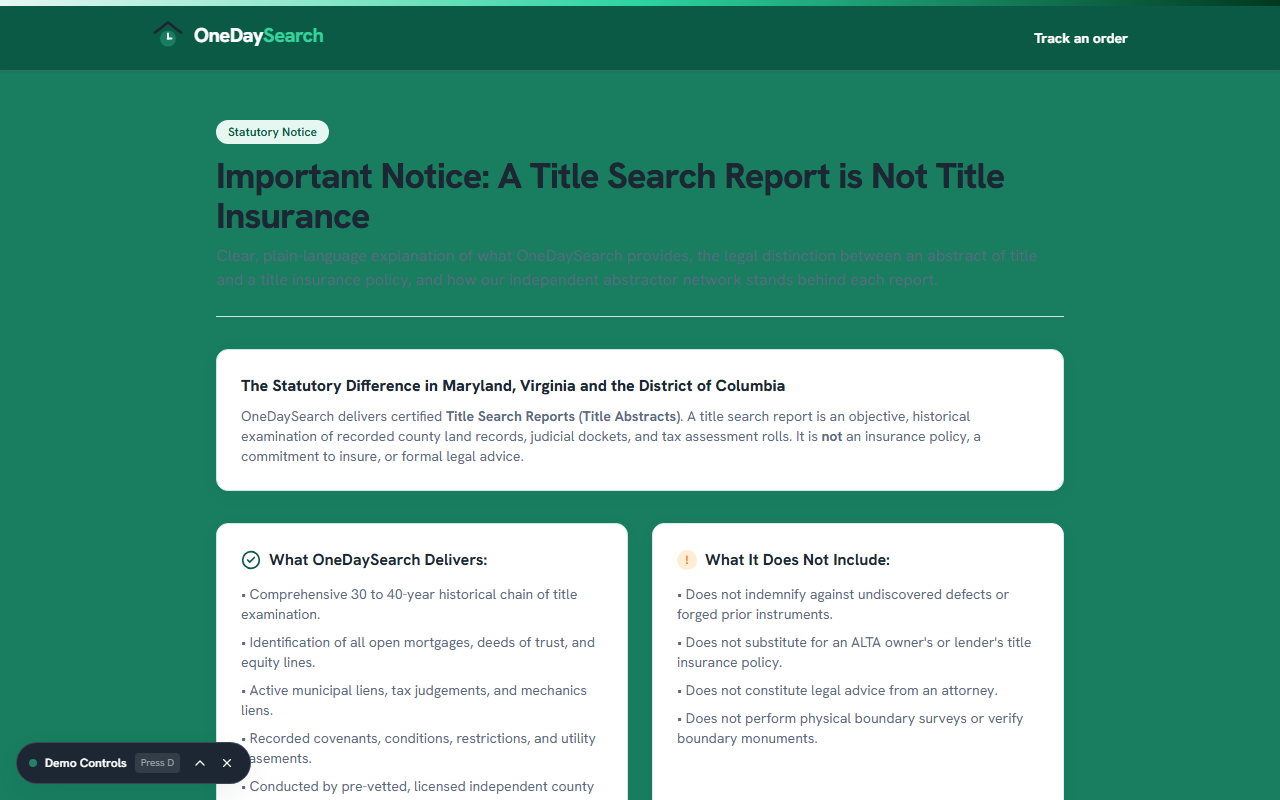 OneDaySearch
Track an order
Statutory Notice
Important Notice: A Title Search Report is Not Title
Insurance
Clear, plain-language explanation of what OneDaySearch provides, the legal distinction between an abstract of title
and a title insurance policy, and how our independent abstractor network stands behind each report.
The Statutory Difference in Maryland, Virginia and the District of Columbia
OneDaySearch delivers certified Title Search Reports (Title Abstracts). A title search report is an objective, historical
examination of recorded county land records, judicial dockets, and tax assessment rolls. It is not an insurance policy, a
commitment to insure, or formal legal advice.
What OneDaySearch Delivers:
▪ Comprehensive 30 to 40-year historical chain of title
examination.
▪ Identification of all open mortgages, deeds of trust, and
equity lines.
▪ Active municipal liens, tax judgements, and mechanics
liens.
▪ Recorded covenants, conditions, restrictions, and utility
asements.
▪ Conducted by pre-vetted, licensed independent county
What It Does Not Include:
▪ Does not indemnify against undiscovered defects or
forged prior instruments.
▪ Does not substitute for an ALTA owner's or lender's title
insurance policy.
▪ Does not constitute legal advice from an attorney.
▪ Does not perform physical boundary surveys or verify
boundary monuments.
Demo Controls Press D